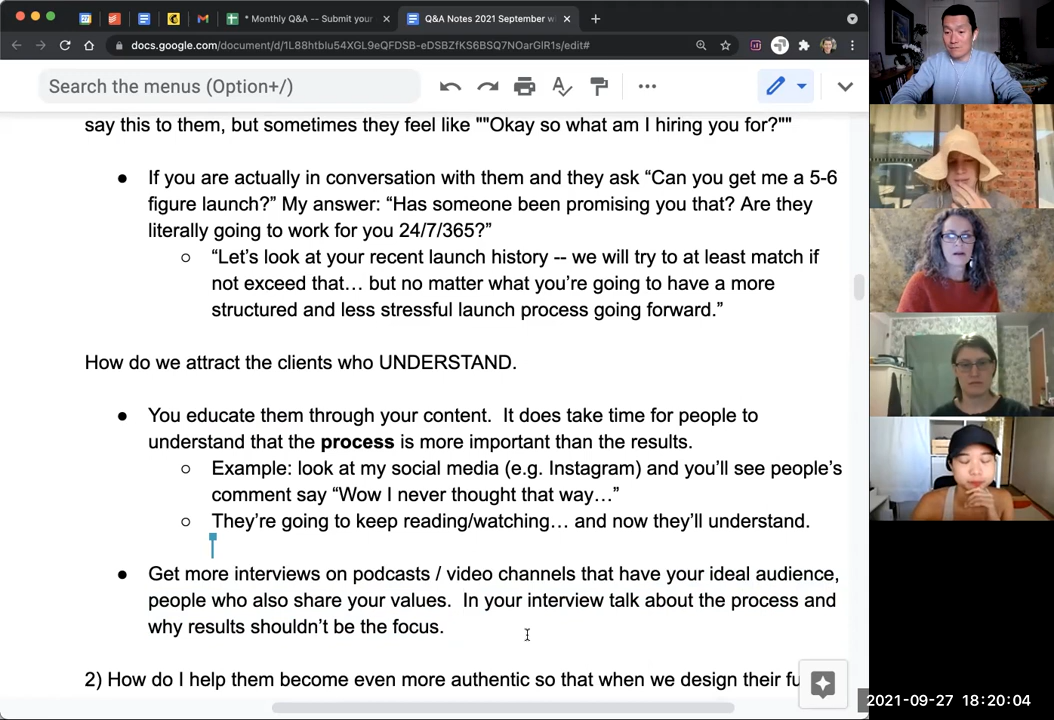 * Monthly Q&A -- Submit your
Q&A Notes 2021 September w
docs.google.com/document/d/1L88htblu54XGL9eQFDSB-eDSBZfKS6BSQ7NOarGIR1s/edit#
Search the menus (Option+/)
say this to them, but sometimes they feel like ""Okay so what am I hiring you for?""
If you are actually in conversation with them and they ask “Can you get me a 5-6
figure launch?” My answer: “Has someone been promising you that? Are they
literally going to work for you 24/7/365?”
“Let’s look at your recent launch history -- we will try to at least match if
not exceed that… but no matter what you’re going to have a more
structured and less stressful launch process going forward.”
How do we attract the clients who UNDERSTAND.
You educate them through your content.  It does take time for people to
understand that the process is more important than the results.
Example: look at my social media (e.g. Instagram) and you’ll see people’s
comment say “Wow I never thought that way…”
They’re going to keep reading/watching… and now they’ll understand.
Get more interviews on podcasts / video channels that have your ideal audience,
people who also share your values.  In your interview talk about the process and
why results shouldn’t be the focus.
2) How do I help them become even more authentic so that when we design their fu
2021-09-27 18:20:04